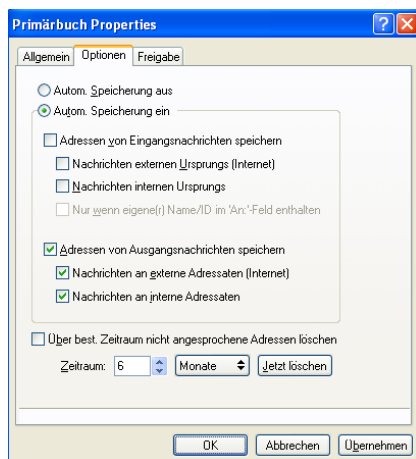 Primärbuch Properties
Allgemein Optionen Freigabe
Autom. Speicherung aus
Autom. Speicherung ein
Adressen von Eingangsnachrichten speichern
Nachrichten externen Ursprungs (Internet)
Nachrichten internen Ursprungs
Nur wenn eigene(r) Name/ID im 'An:'-Feld enthalten
Adressen von Ausgangsnachrichten speichern
Nachrichten an externe Adressaten (Internet)
Nachrichten an interne Adressaten
Über best. Zeitraum nicht angesprochene Adressen löschen
Zeitraum: 6 Monate Jetzt löschen
OK Abbrechen Übernehmen